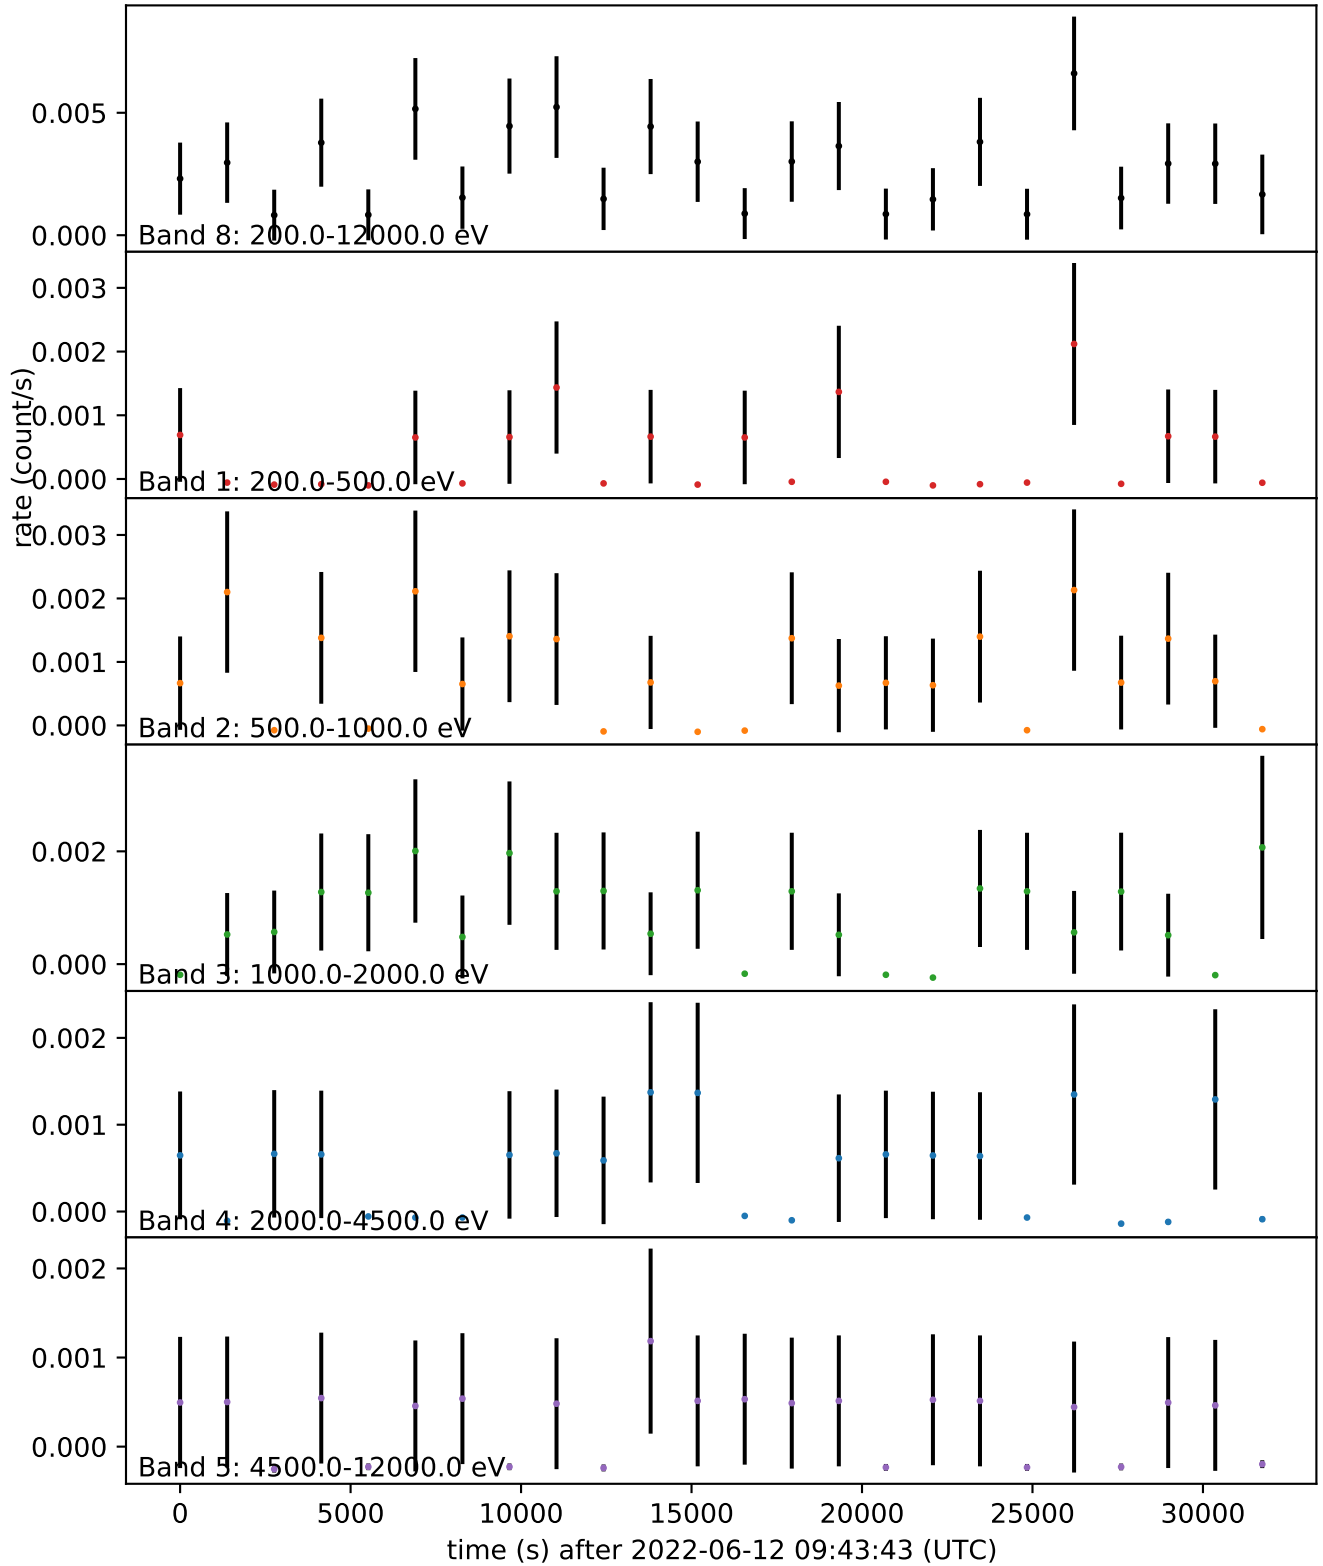 0.005
0.000
Band 8: 200.0-12000.0 eV
0.003
0.002
0.001
0.000
Band 1: 200.0-500.0 eV
rate (count/s)
0.003
0.002
0.001
0.000
Band 2: 500.0-1000.0 eV
0.002
0.000
Band 3: 1000.0-2000.0 eV
0.002
0.001
0.000
Band 4: 2000.0-4500.0 eV
0.002
0.001
0.000
Band 5: 4500.0-12000.0 eV
0 5000 10000 15000 20000 25000 30000
time (s) after 2022-06-12 09:43:43 (UTC)